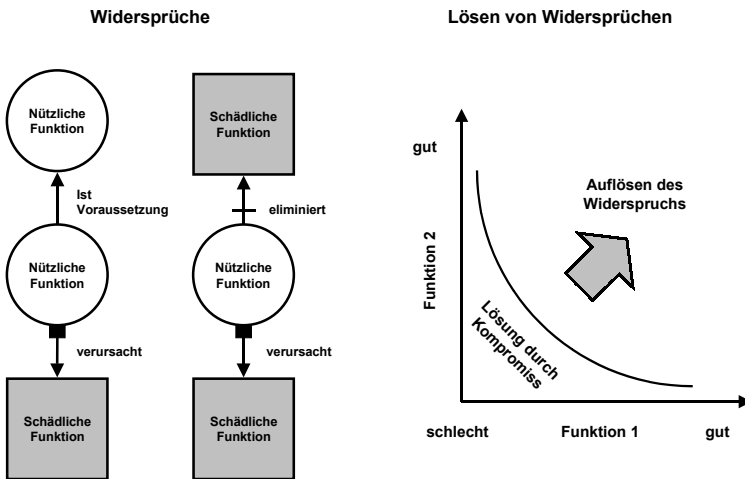 Widersprüche
Nützliche
Funktion
Schädliche
Funktion
Ist
Voraussetzung
eliminiert
Nützliche
Funktion
Nützliche
Funktion
verursacht
verursacht
Schädliche
Funktion
Schädliche
Funktion
Lösen von Widersprüchen
gut
Auflösen des
Widerspruchs
Funktion 2
Lösung durch
Kompromiss
schlecht
Funktion 1
gut